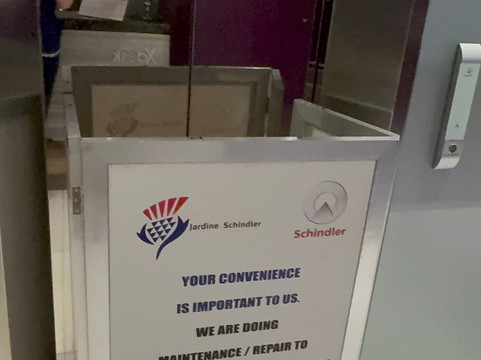 Jardine Schindler
Schindler
YOUR CONVENIENCE
IS IMPORTANT TO US.
WE ARE DOING
MAINTENANCE / REPAIR TO